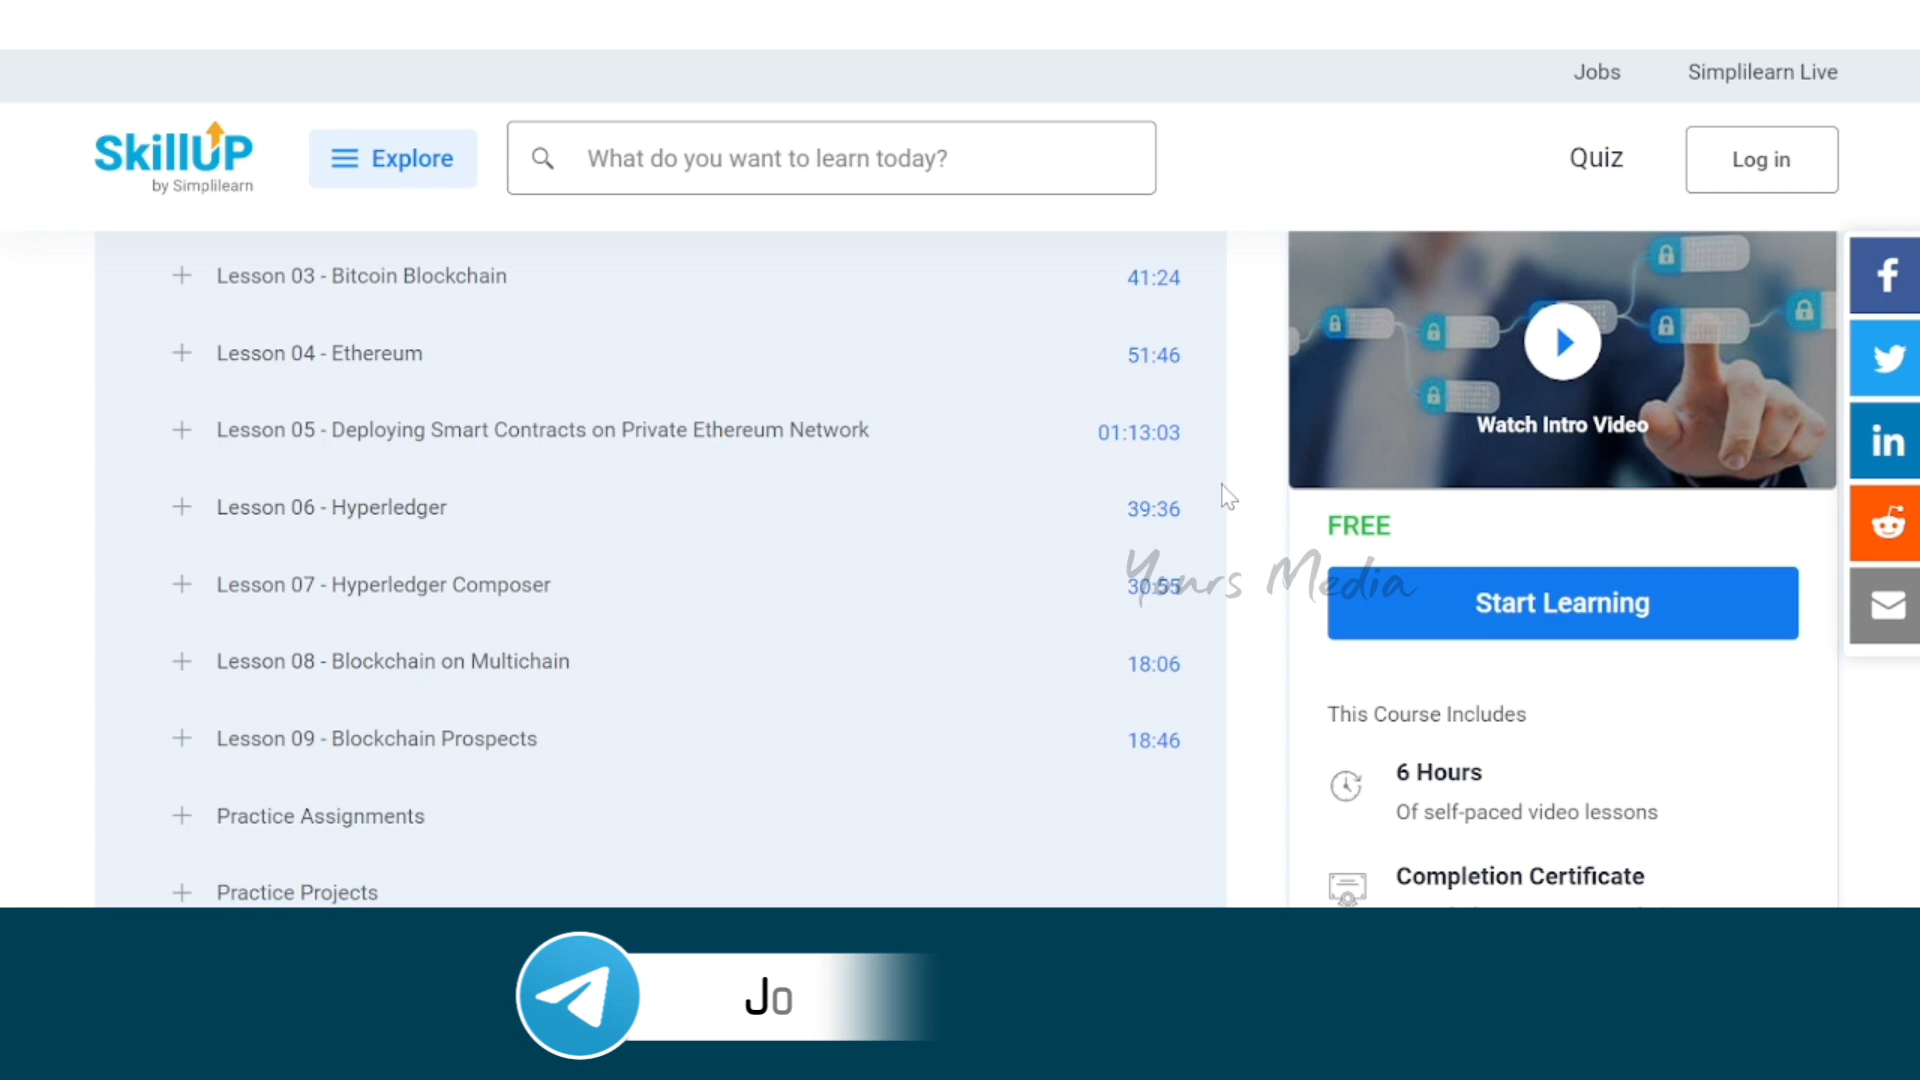 Jobs
Simplilearn Live
SkillUP
by Simplilearn
Explore
What do you want to learn today?
Quiz
Log in
Lesson 03 - Bitcoin Blockchain 41:24
Lesson 04 - Ethereum 51:46
Lesson 05 - Deploying Smart Contracts on Private Ethereum Network 01:13:03
Lesson 06 - Hyperledger 39:36
Lesson 07 - Hyperledger Composer 30:55
Lesson 08 - Blockchain on Multichain 18:06
Lesson 09 - Blockchain Prospects 18:46
Practice Assignments
Practice Projects
Watch Intro Video
FREE
Yours Media
Start Learning
This Course Includes
6 Hours
Of self-paced video lessons
Completion Certificate
f
in
Jo